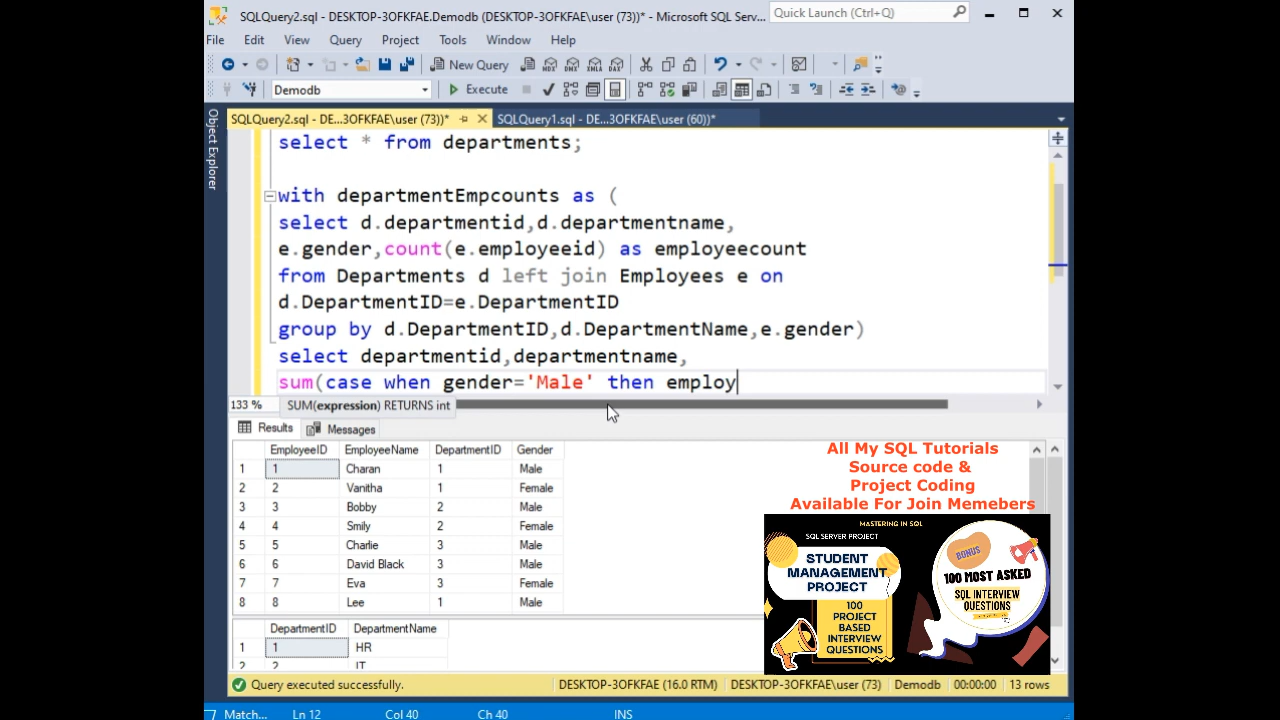 SQLQuery2.sql - DESKTOP-3OFKFAE.Demodb (DESKTOP-3OFKFAE\user (73))* - Microsoft SQL Serv...
Quick Launch (Ctrl+Q)
File Edit View Query Project Tools Window Help
New Query
MDX DMX XMLA DAX
Demodb
Execute
Object Explorer
SQLQuery2.sql - DE...3OFKFAE\user (73))*
SQLQuery1.sql - DE...3OFKFAE\user (60))*
select * from departments;
with departmentEmpcounts as (
select d.departmentid,d.departmentname,
e.gender,count(e.employeeid) as employeecount
from Departments d left join Employees e on
d.DepartmentID=e.DepartmentID
group by d.DepartmentID,d.DepartmentName,e.gender)
select departmentid,departmentname,
sum(case when gender='Male' then employ
133 %
SUM(expression) RETURNS int
Results Messages
EmployeeID EmployeeName DepartmentID Gender
1 1 Charan 1 Male
2 2 Vanitha 1 Female
3 3 Bobby 2 Male
4 4 Smily 2 Female
5 5 Charlie 3 Male
6 6 David Black 3 Male
7 7 Eva 3 Female
8 8 Lee 1 Male
DepartmentID DepartmentName
1 1 HR
2 2 IT
All My SQL Tutorials
Source code &
Project Coding
Available For Join Memebers
MASTERING IN SQL
SQL SERVER PROJECT
STUDENT
MANAGEMENT
PROJECT
100
PROJECT
BASED
INTERVIEW
QUESTIONS
BONUS
100 MOST ASKED
SQL INTERVIEW
QUESTIONS
Query executed successfully.
DESKTOP-3OFKFAE (16.0 RTM)
DESKTOP-3OFKFAE\user (73)
Demodb
00:00:00
13 rows
Match...
Ln 12
Col 40
Ch 40
INS